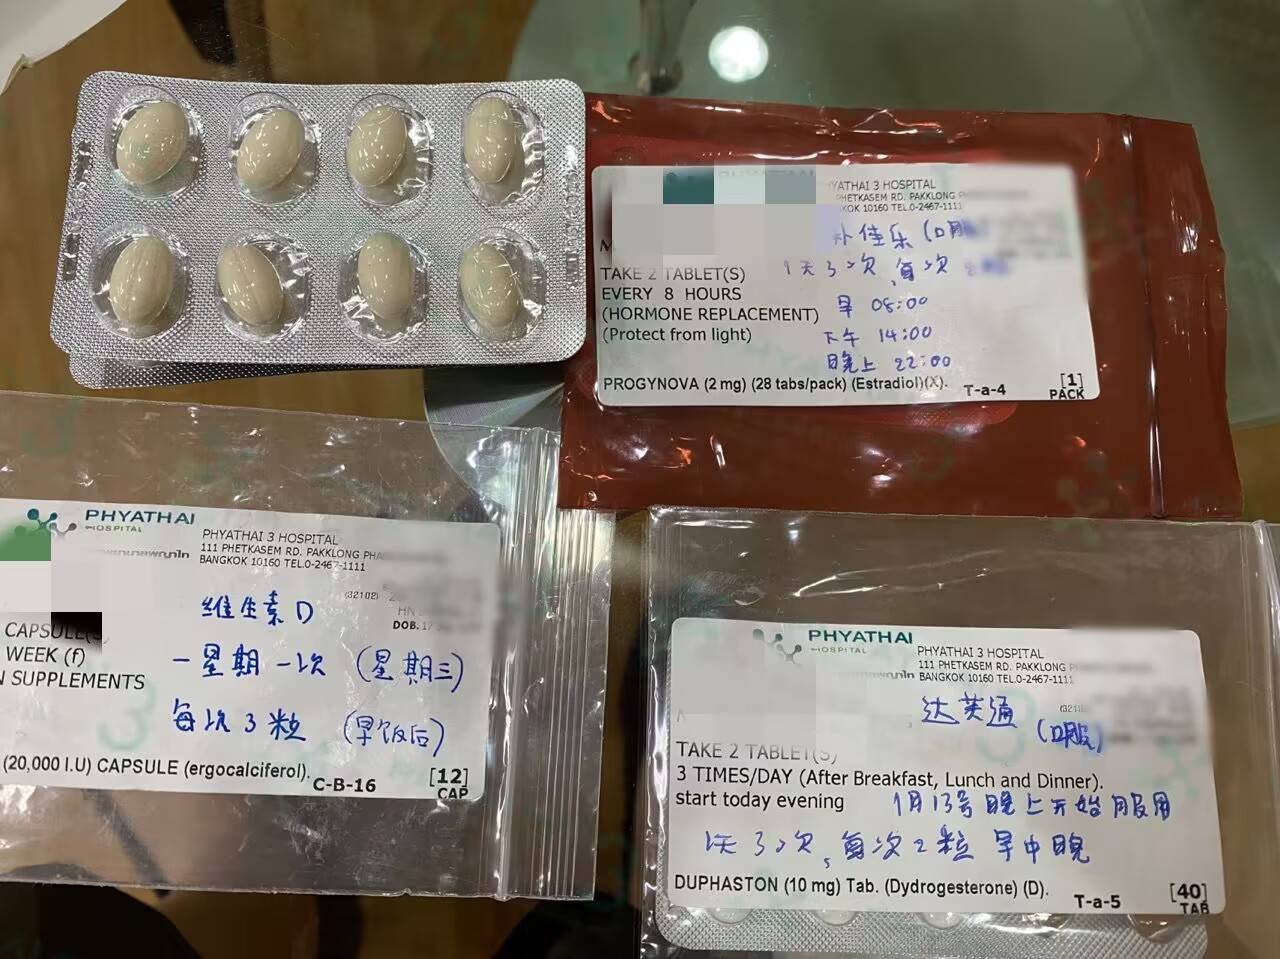 YATHAI 3 HOSPITAL
PHETKASEM RD. PAKKLONG
KOK 10160 TEL.0-2467-1111
补佳乐(口服)
TAKE 2 TABLET(S)
1天3次,每次
EVERY 8 HOURS
早 08:00
(HORMONE REPLACEMENT)
(Protect from light)
下午 14:00
晚上 22:00
PROGYNOVA (2 mg) (28 tabs/pack) (Estradiol)(X).
T-a-4
[1]
PACK
PHYATHAI
HOSPITAL
PHYATHAI 3 HOSPITAL
111 PHETKASEM RD. PAKKLONG PHA
BANGKOK 10160 TEL.0-2467-1111
(32102)
HN
DOB.
维生素D
CAPSULE(S
WEEK (f)
一星期一次 (星期三)
N SUPPLEMENTS
每次3粒 (早饭后)
(20,000 I.U) CAPSULE (ergocalciferol).
C-B-16
[12]
CAP
PHYATHAI
HOSPITAL
PHYATHAI 3 HOSPITAL
111 PHETKASEM RD. PAKKLONG P
BANGKOK 10160 TEL.0-2467-1111
达芙通 (口服)
TAKE 2 TABLET(S)
3 TIMES/DAY (After Breakfast, Lunch and Dinner).
start today evening
1月13号晚上开始服用
1天3次,每次2粒 早中晚
DUPHASTON (10 mg) Tab. (Dydrogesterone) (D).
T-a-5
[40]
TAB